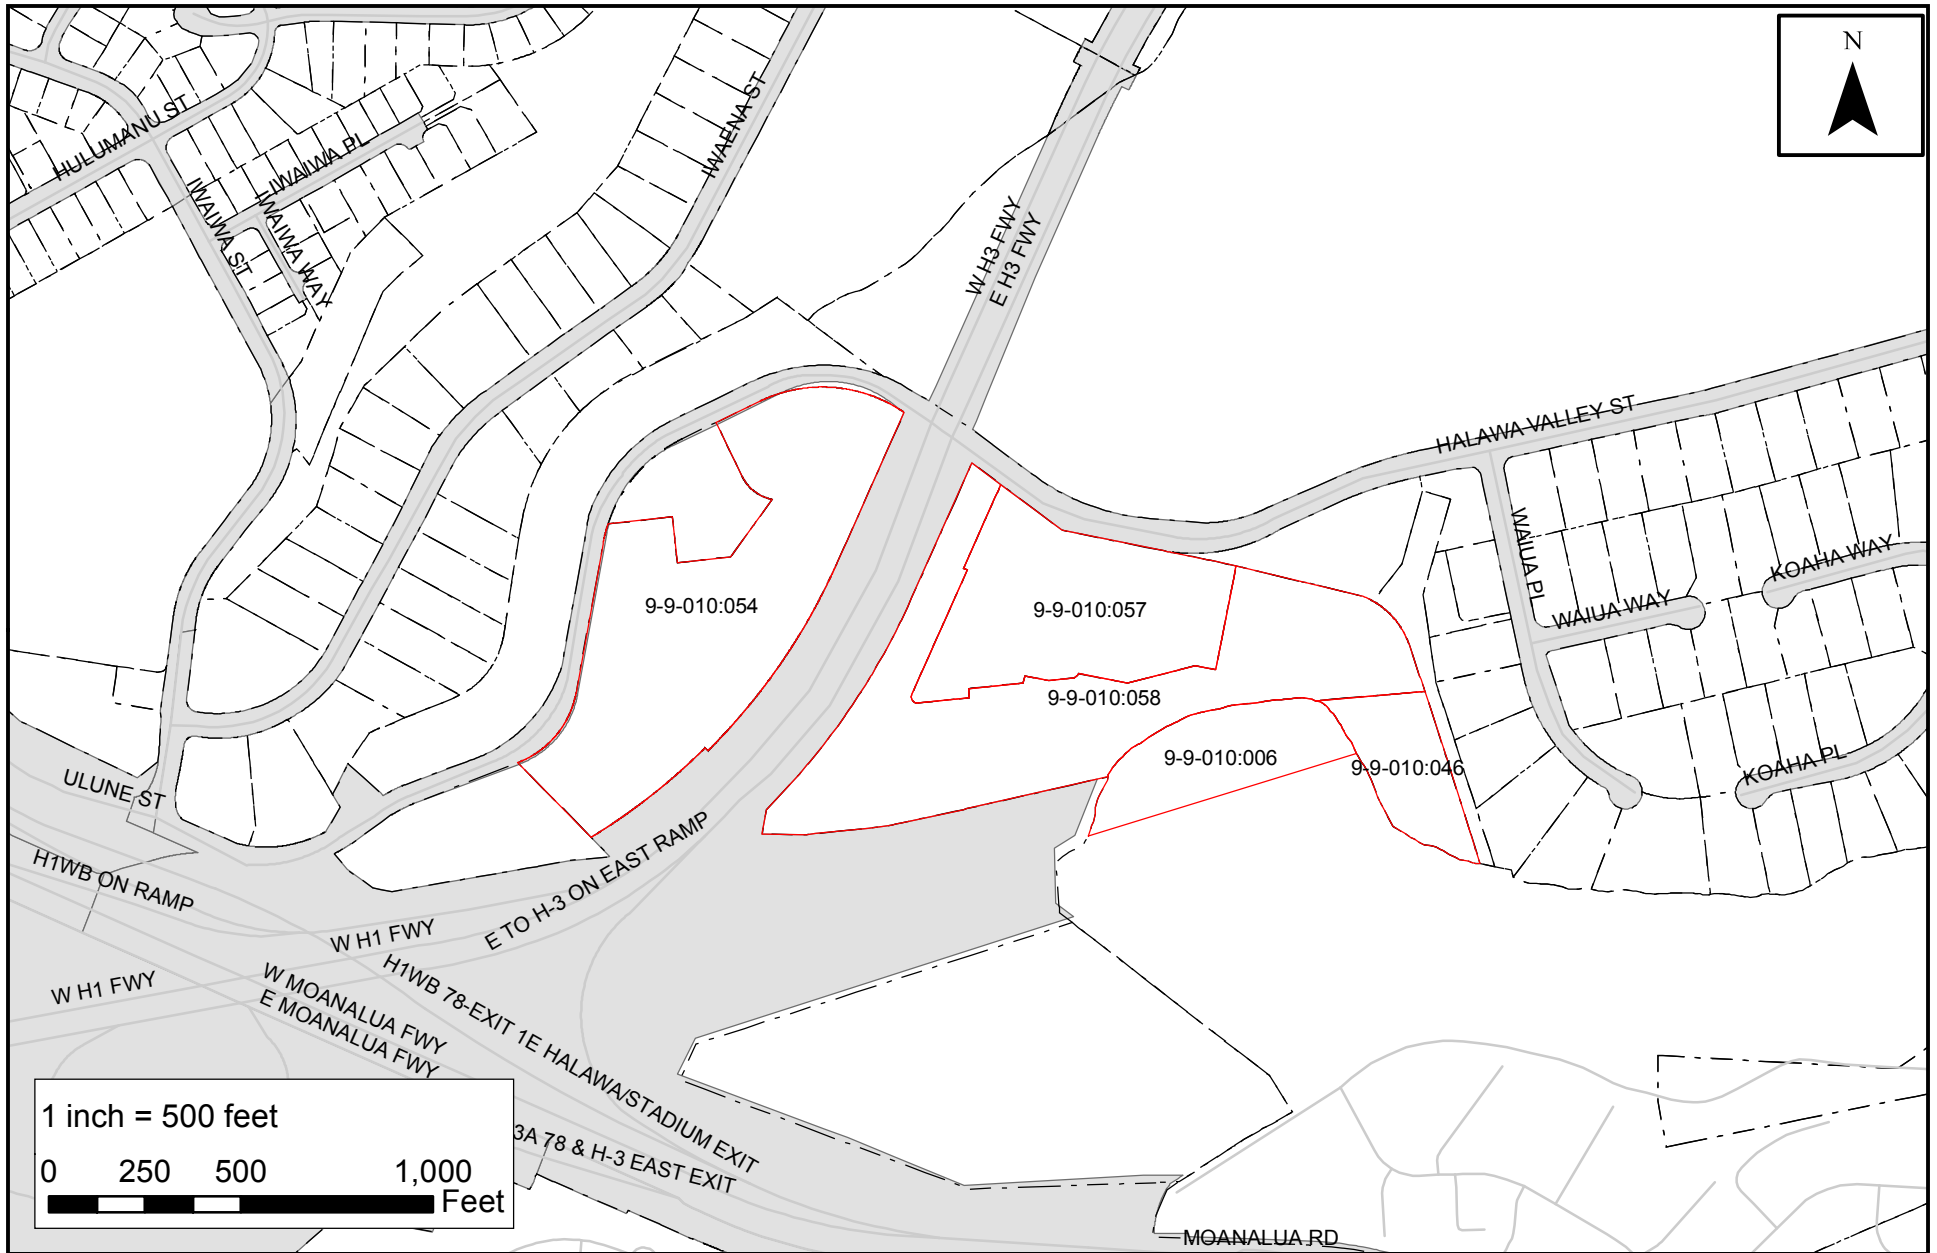 N
HULUMANU ST
IWAIWA PL
IWAIWA ST
IWAIWA WAY
IWAENA ST
W H3 FWY
E H3 FWY
HALAWA VALLEY ST
WAIUA PL
KOAHA WAY
WAIUA WAY
9-9-010:054
9-9-010:057
9-9-010:058
9-9-010:006
9-9-010:046
KOAHA PL
ULUNE ST
H1WB ON RAMP
E TO H-3 ON EAST RAMP
W H1 FWY
W H1 FWY
W MOANALUA FWY
E MOANALUA FWY
H1WB 78-EXIT 1E HALAWA/STADIUM EXIT
3A 78 & H-3 EAST EXIT
1 inch = 500 feet
0 250 500 1,000
Feet
MOANALUA RD